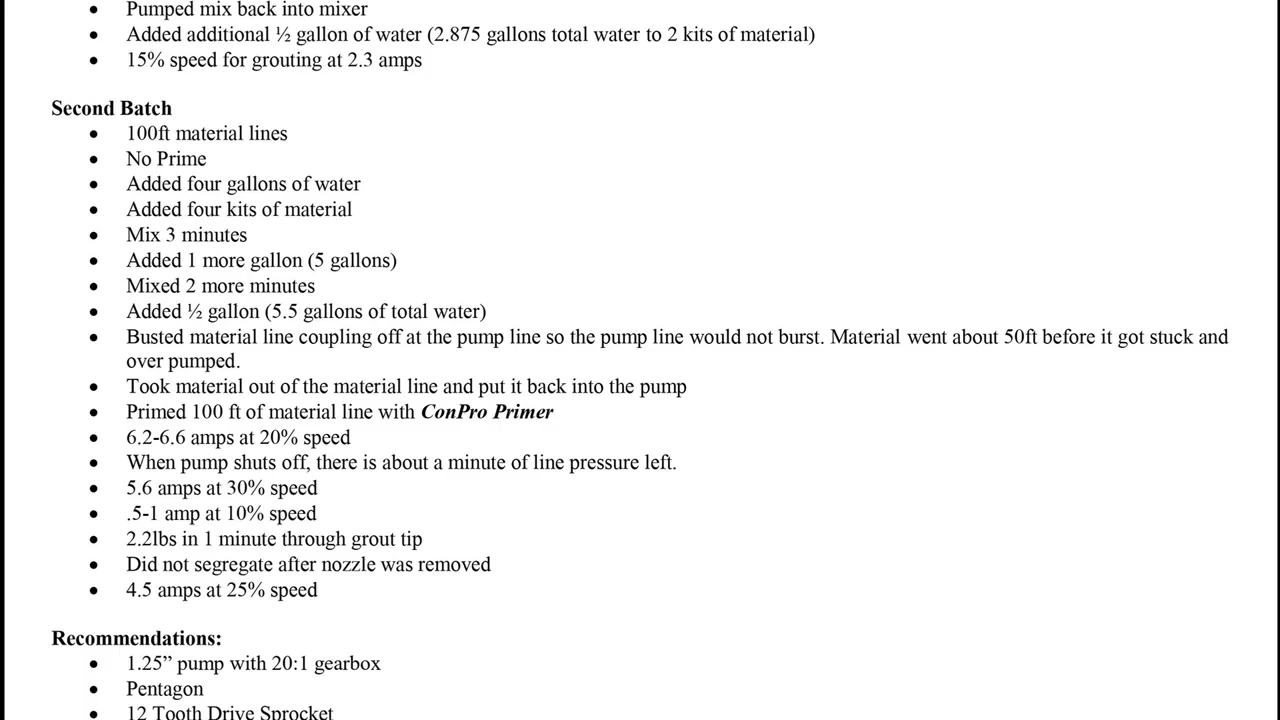 • Pumped mix back into mixer
• Added additional ½ gallon of water (2.875 gallons total water to 2 kits of material)
• 15% speed for grouting at 2.3 amps
Second Batch
• 100ft material lines
• No Prime
• Added four gallons of water
• Added four kits of material
• Mix 3 minutes
• Added 1 more gallon (5 gallons)
• Mixed 2 more minutes
• Added ½ gallon (5.5 gallons of total water)
• Busted material line coupling off at the pump line so the pump line would not burst. Material went about 50ft before it got stuck and
over pumped.
• Took material out of the material line and put it back into the pump
• Primed 100 ft of material line with ConPro Primer
• 6.2-6.6 amps at 20% speed
• When pump shuts off, there is about a minute of line pressure left.
• 5.6 amps at 30% speed
• .5-1 amp at 10% speed
• 2.2lbs in 1 minute through grout tip
• Did not segregate after nozzle was removed
• 4.5 amps at 25% speed
Recommendations:
• 1.25” pump with 20:1 gearbox
• Pentagon
• 12 Tooth Drive Sprocket